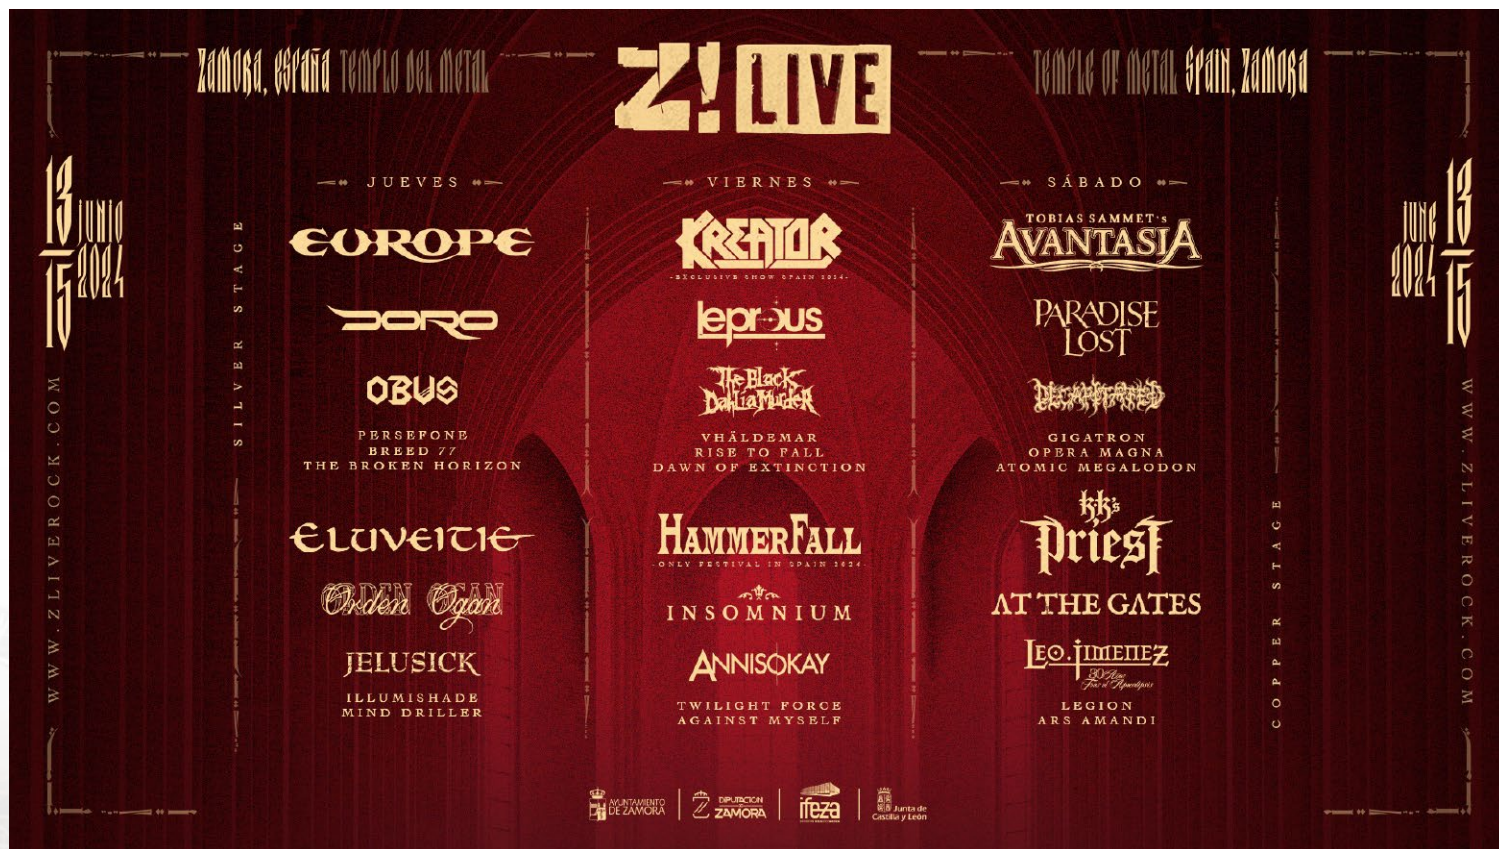 Zamora, España Templo del Metal
Z! LIVE
Temple of Metal Spain, Zamora
13
15
JUNIO
2024
JUNE
2024
13
15
WWW.ZLIVEROCK.COM
SILVER STAGE
JUEVES
EUROPE
DORO
OBUS
PERSEFONE
BREED 77
THE BROKEN HORIZON
ELUVEITIE
Orden Ogan
JELUSICK
ILLUMISHADE
MIND DRILLER
VIERNES
KREATOR
-EXCLUSIVE SHOW SPAIN 2024-
leprous
The Black
Dahlia Murder
VHÄLDEMAR
RISE TO FALL
DAWN OF EXTINCTION
HAMMERFALL
-ONLY FESTIVAL IN SPAIN 2024-
INSOMNIUM
ANNISOKAY
TWILIGHT FORCE
AGAINST MYSELF
SÁBADO
TOBIAS SAMMET's
AVANTASIA
PARADISE
LOST
DECAPITATED
GIGATRON
OPERA MAGNA
ATOMIC MEGALODON
kk's
Priest
AT THE GATES
LEO.JIMENEZ
LEGION
ARS AMANDI
COPPER STAGE
WWW.ZLIVEROCK.COM
AYUNTAMIENTO
DE ZAMORA
DIPUTACIÓN
ZAMORA
ifeza
Junta de
Castilla y León